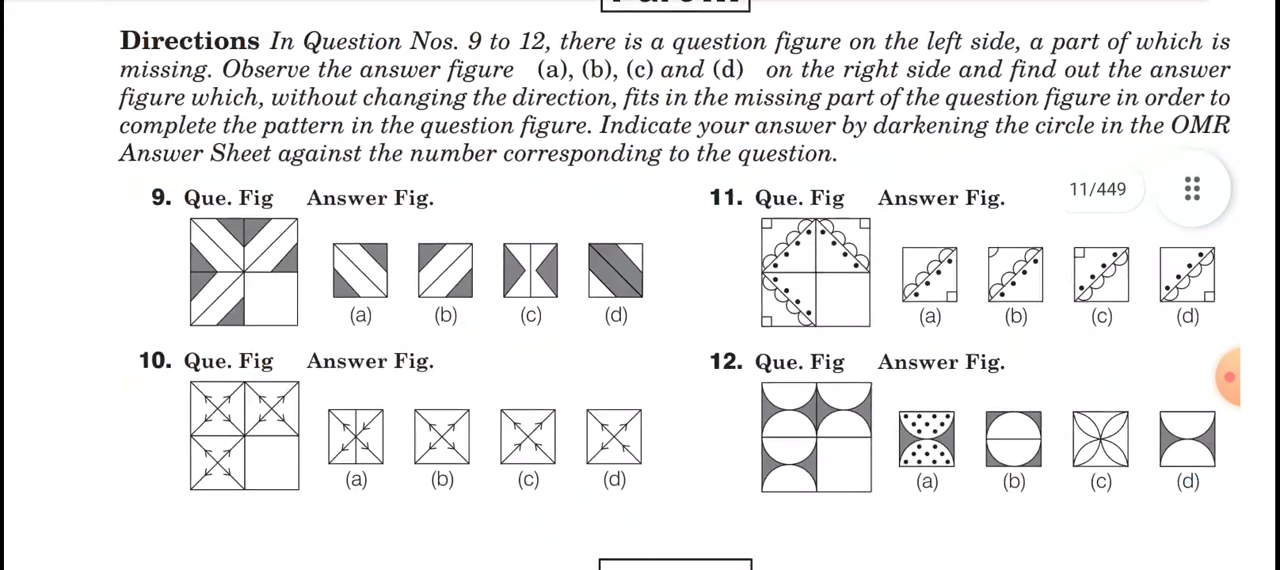 Directions In Question Nos. 9 to 12, there is a question figure on the left side, a part of which is
missing. Observe the answer figure (a), (b), (c) and (d) on the right side and find out the answer
figure which, without changing the direction, fits in the missing part of the question figure in order to
complete the pattern in the question figure. Indicate your answer by darkening the circle in the OMR
Answer Sheet against the number corresponding to the question.
9. Que. Fig Answer Fig.
(a) (b) (c) (d)
10. Que. Fig Answer Fig.
(a) (b) (c) (d)
11. Que. Fig Answer Fig.
11/449
(a) (b) (c) (d)
12. Que. Fig Answer Fig.
(a) (b) (c) (d)